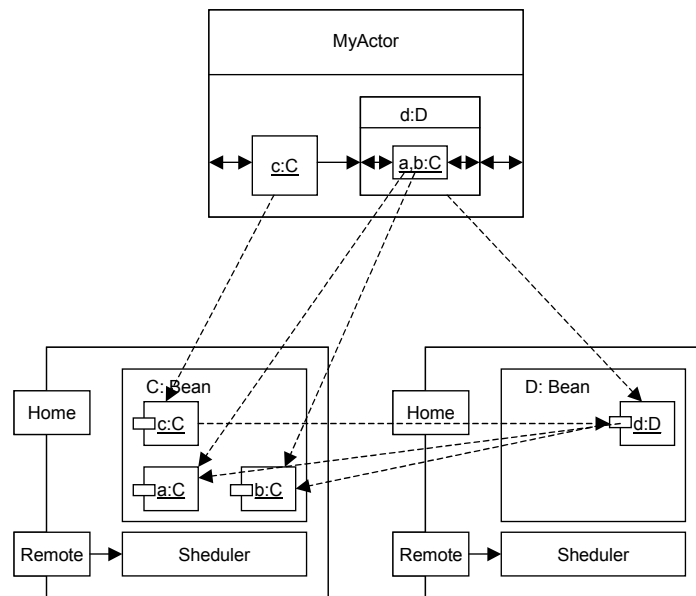 MyActor
d:D
c:C
a,b:C
C: Bean
D: Bean
Home
c:C
Home
d:D
a:C
b:C
Remote
Sheduler
Remote
Sheduler